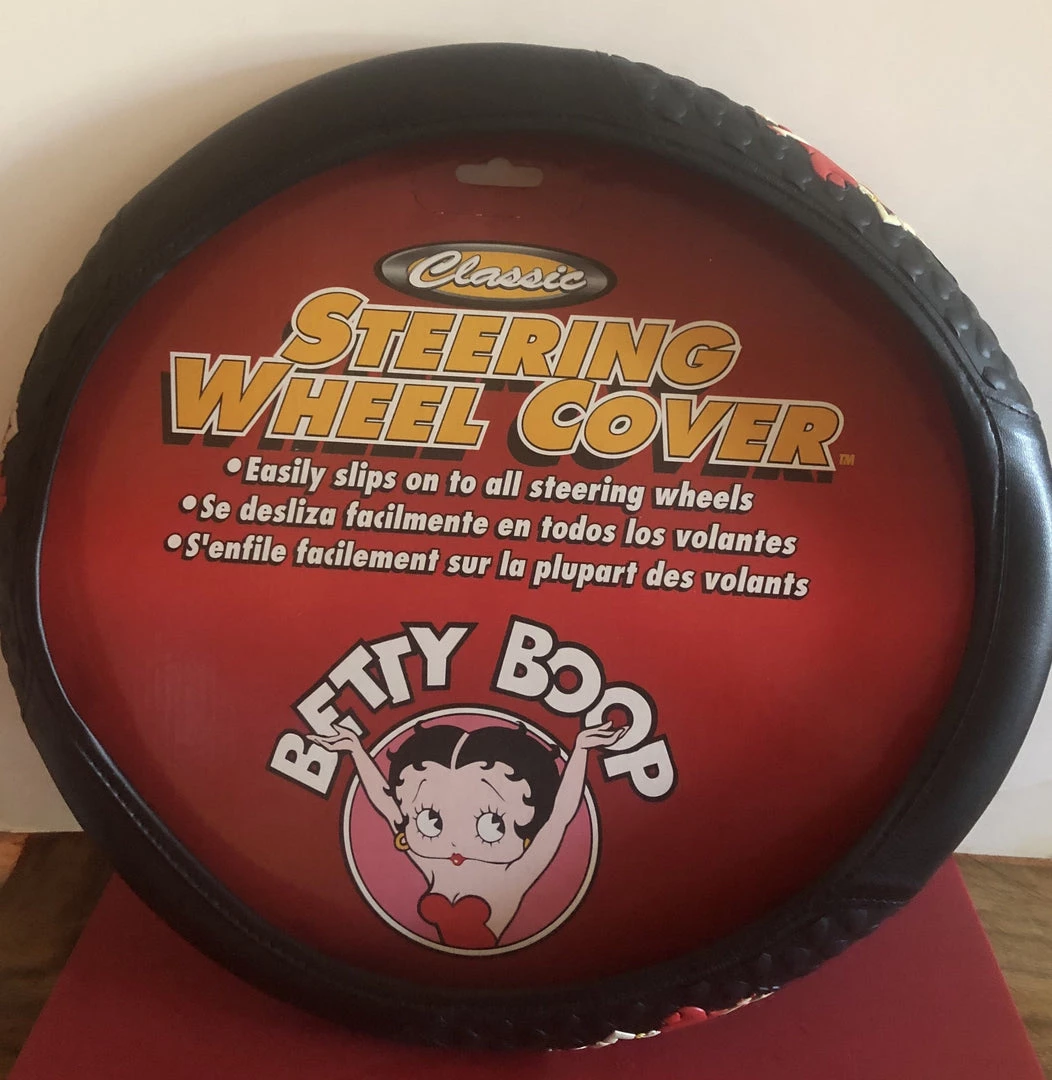 Classic
STEERING
WHEEL COVER™
•Easily slips on to all steering wheels
•Se desliza facilmente en todos los volantes
•S'enfile facilement sur la plupart des volants
BETTY BOOP